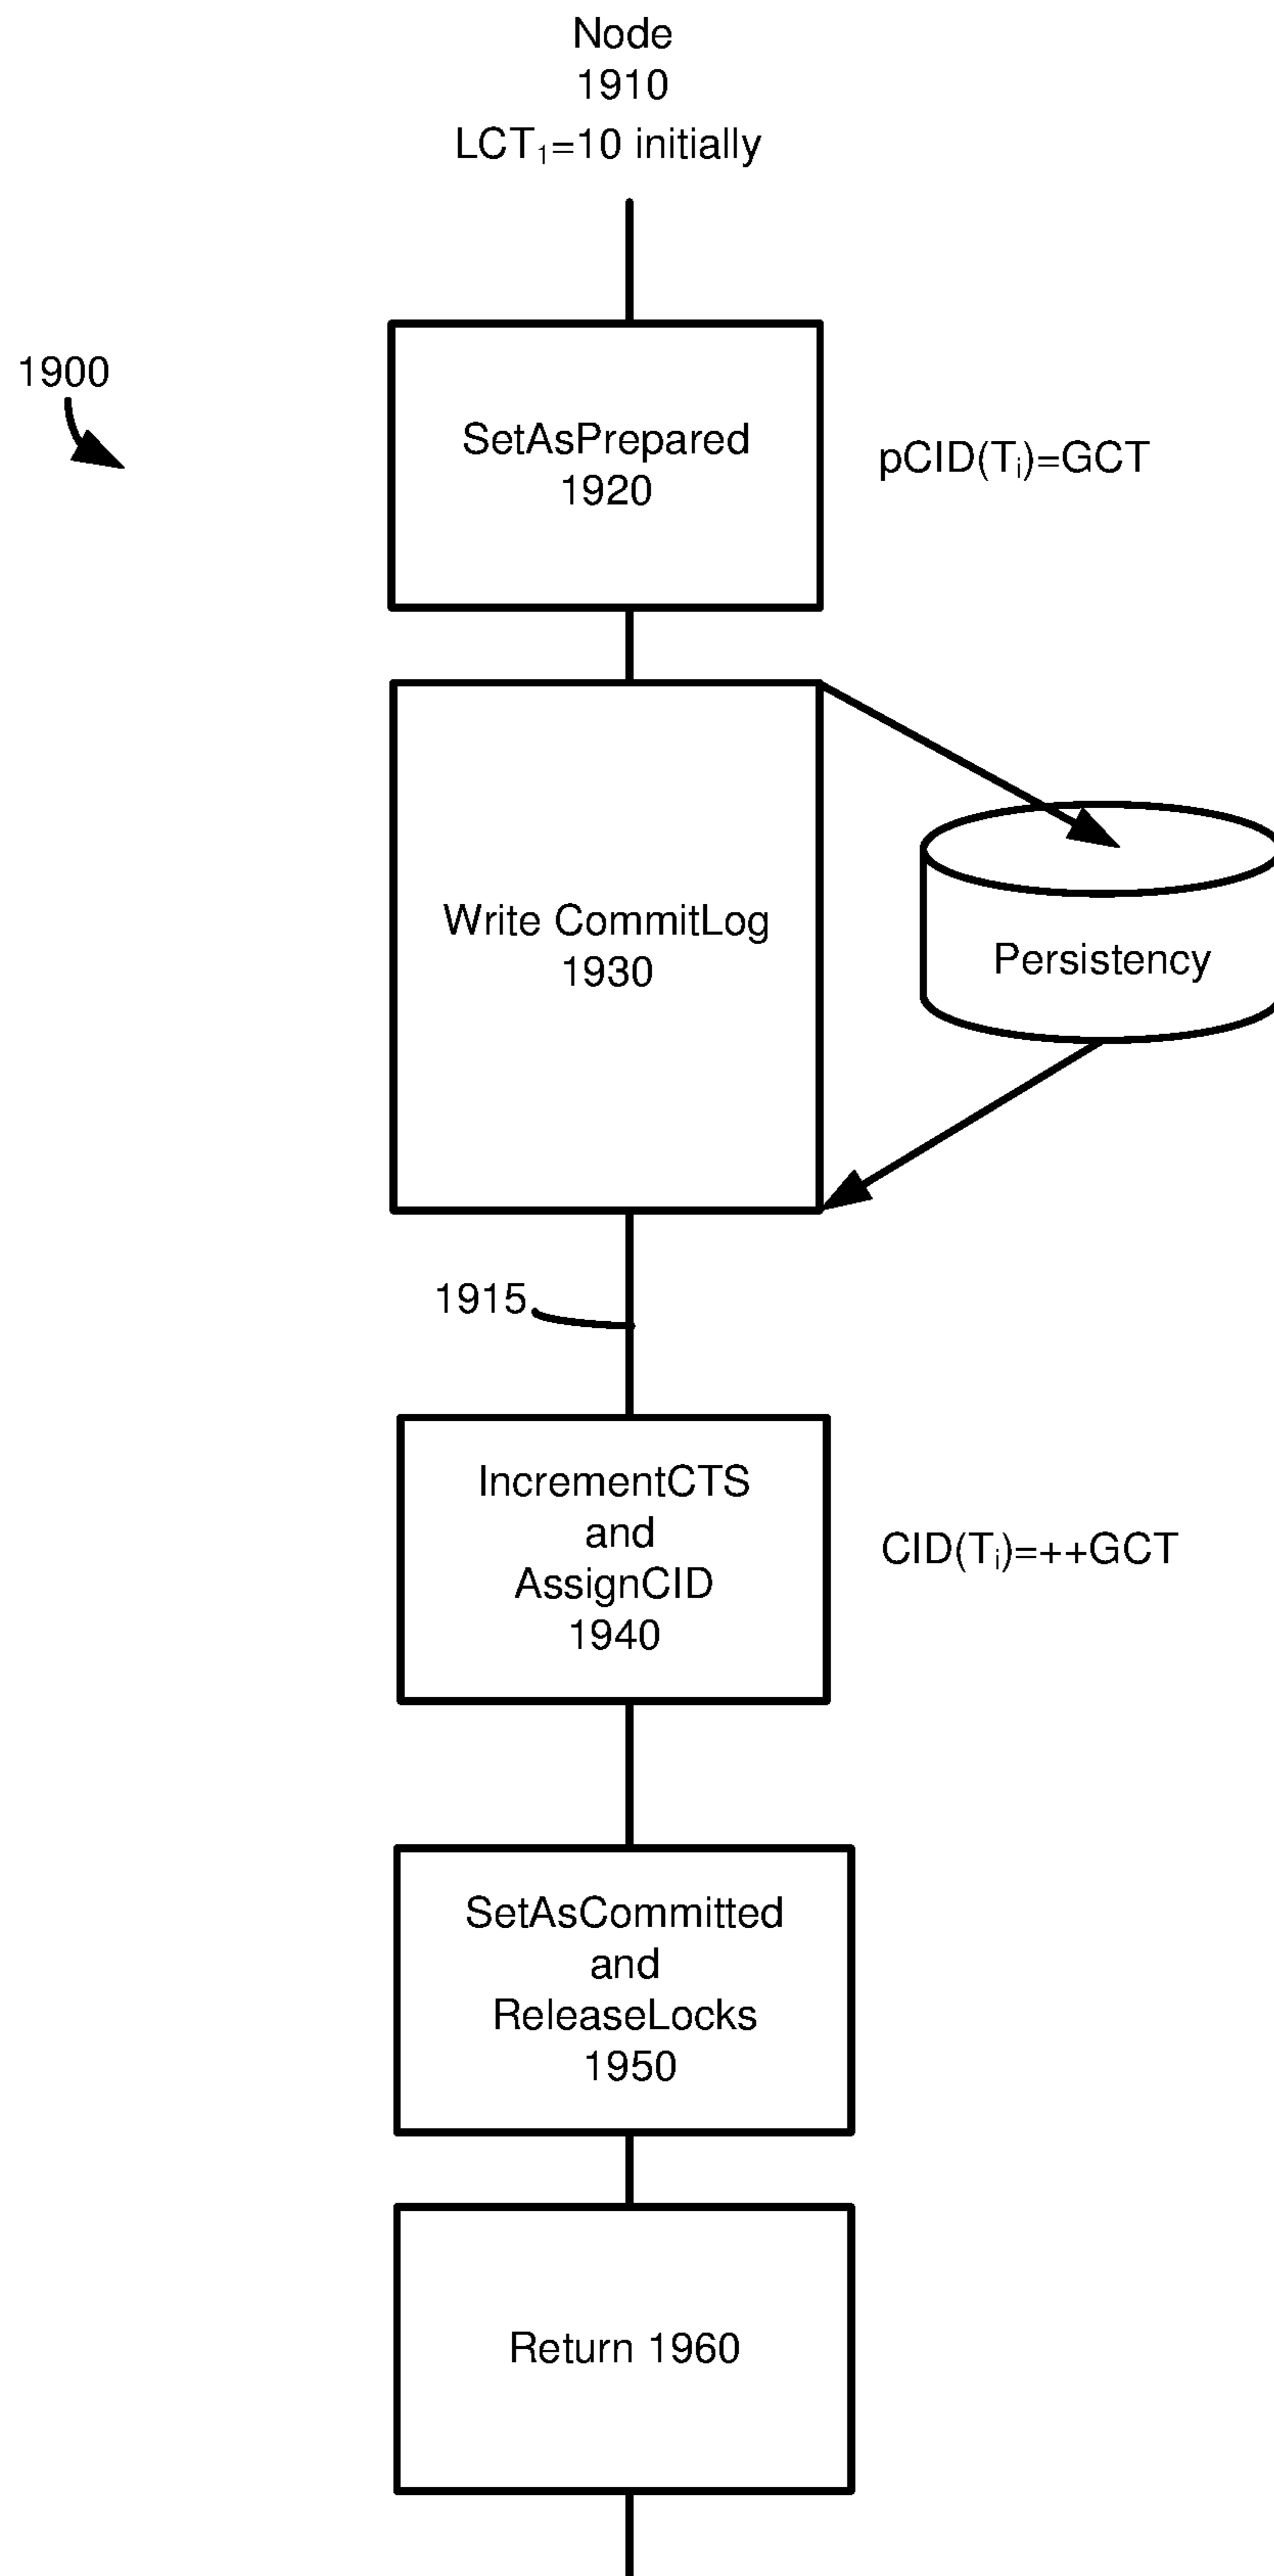 Node
1910
LCT₁=10 initially
1900
SetAsPrepared
1920
pCID(Tᵢ)=GCT
Write CommitLog
1930
Persistency
1915
IncrementCTS
and
AssignCID
1940
CID(Tᵢ)=++GCT
SetAsCommitted
and
ReleaseLocks
1950
Return 1960